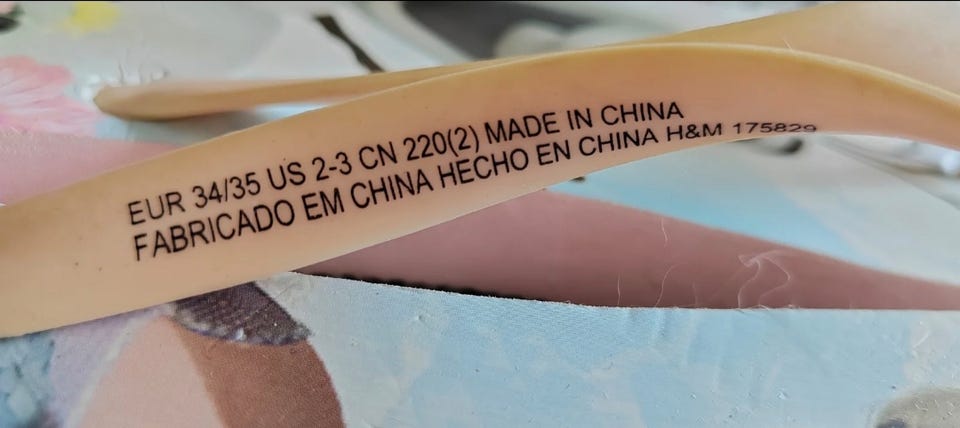 EUR 34/35 US 2-3 CN 220(2) MADE IN CHINA
FABRICADO EM CHINA HECHO EN CHINA H&M 175829